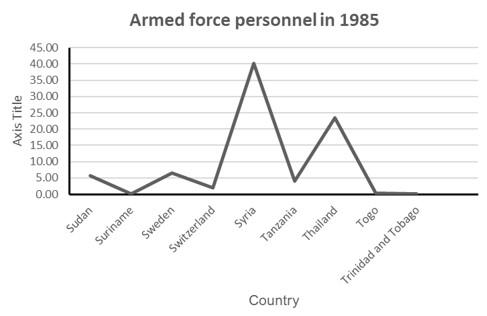 Armed force personnel in 1985
Axis Title
45.00
40.00
35.00
30.00
25.00
20.00
15.00
10.00
5.00
0.00
Sudan
Suriname
Sweden
Switzerland
Syria
Tanzania
Thailand
Togo
Trinidad and Tobago
Country